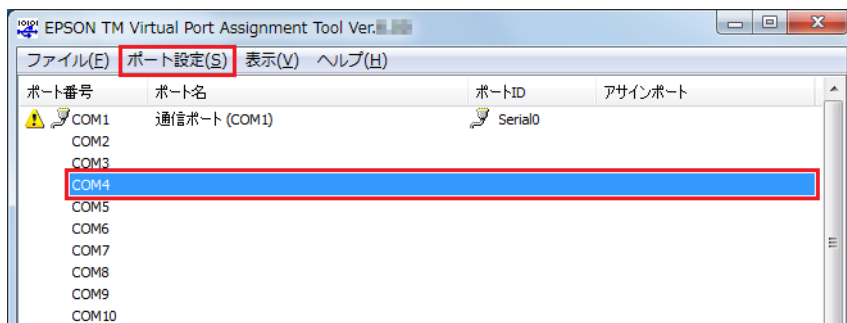 EPSON TM Virtual Port Assignment Tool Ver.
ファイル(F) ポート設定(S) 表示(V) ヘルプ(H)
ポート番号 ポート名 ポートID アサインポート
COM1 通信ポート (COM1) Serial0
COM2
COM3
COM4
COM5
COM6
COM7
COM8
COM9
COM10